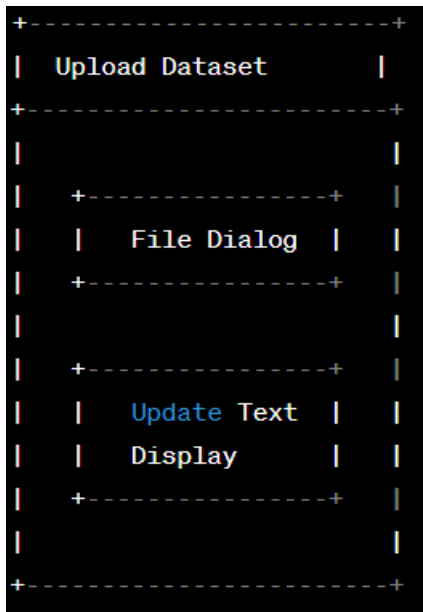 +------------------------+
|  Upload Dataset        |
+------------------------+
|                        |
|   +----------------+   |
|   |   File Dialog  |   |
|   +----------------+   |
|                        |
|   +----------------+   |
|   |   Update Text  |   |
|   |   Display      |   |
|   +----------------+   |
|                        |
+------------------------+